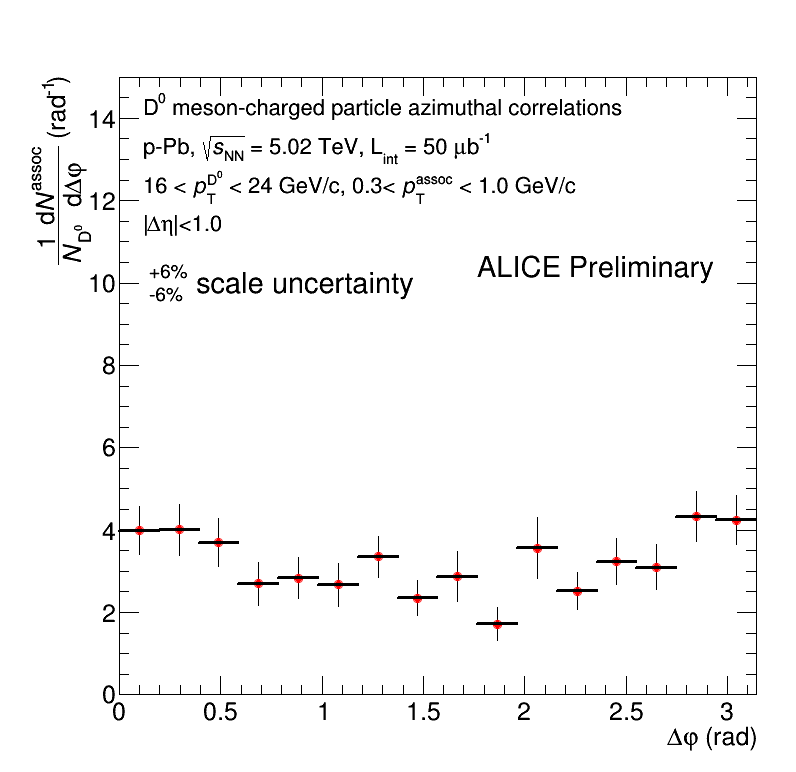 D⁰ meson-charged particle azimuthal correlations
p-Pb, √sNN = 5.02 TeV, Lint = 50 μb⁻¹
16 < pT^D⁰ < 24 GeV/c, 0.3< pT^assoc < 1.0 GeV/c
|Δη|<1.0
+6%
-6% scale uncertainty
ALICE Preliminary
1 dN^assoc
N_D⁰ dΔφ (rad⁻¹)
14
12
10
8
6
4
2
0
0 0.5 1 1.5 2 2.5 3
Δφ (rad)